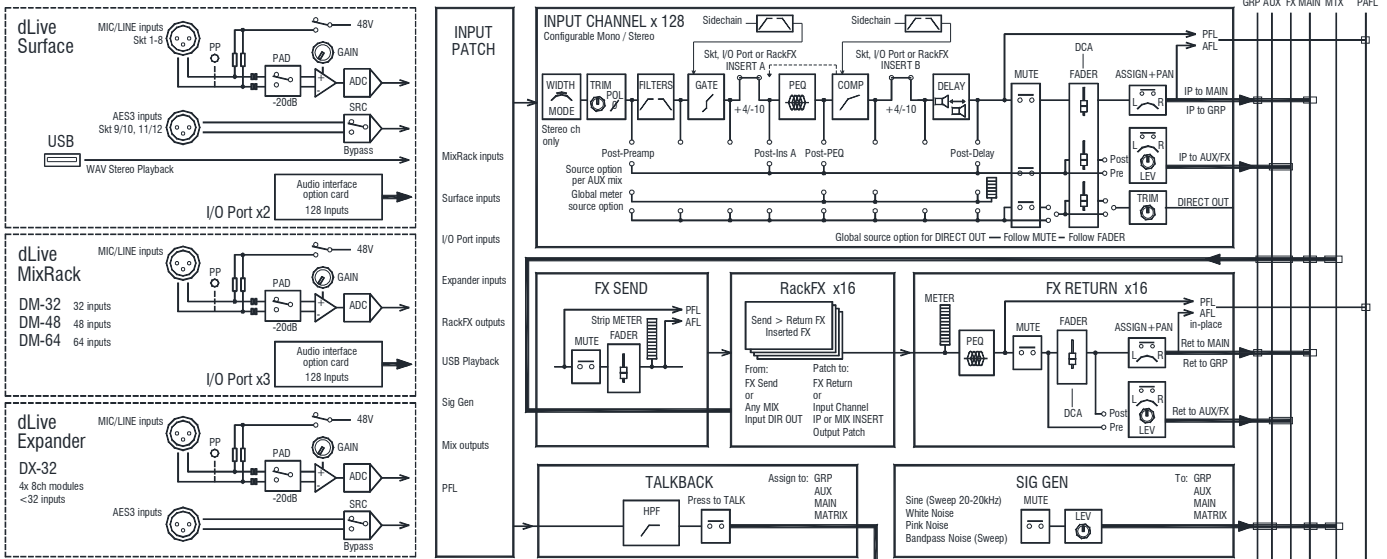 GRP AUX FX MAIN MTX PAFL
dLive
Surface
MIC/LINE inputs
Skt 1-8
PP
48V
GAIN
PAD
-20dB
ADC
AES3 inputs
Skt 9/10, 11/12
SRC
Bypass
USB
WAV Stereo Playback
I/O Port x2
Audio interface
option card
128 Inputs
dLive
MixRack
DM-32 32 inputs
DM-48 48 inputs
DM-64 64 inputs
MIC/LINE inputs
PP
48V
GAIN
PAD
-20dB
ADC
I/O Port x3
Audio interface
option card
128 Inputs
dLive
Expander
DX-32
4x 8ch modules
<32 inputs
MIC/LINE inputs
PP
48V
GAIN
PAD
-20dB
ADC
AES3 inputs
SRC
Bypass
INPUT
PATCH
MixRack inputs
Surface inputs
I/O Port inputs
Expander inputs
RackFX outputs
USB Playback
Sig Gen
Mix outputs
PFL
INPUT CHANNEL x 128
Configurable Mono / Stereo
Sidechain
Sidechain
Skt, I/O Port or RackFX
INSERT A
Skt, I/O Port or RackFX
INSERT B
WIDTH
MODE
Stereo ch
only
TRIM
POL
FILTERS
GATE
+4/-10
PEQ
COMP
+4/-10
DELAY
MUTE
DCA
FADER
ASSIGN+PAN
L R
PFL
AFL
IP to MAIN
IP to GRP
Post-Preamp
Post-Ins A
Post-PEQ
Post-Delay
Source option
per AUX mix
Global meter
source option
Post
Pre
L R
LEV
IP to AUX/FX
TRIM
DIRECT OUT
Global source option for DIRECT OUT — Follow MUTE – Follow FADER
FX SEND
PFL
AFL
Strip METER
MUTE
FADER
RackFX x16
Send > Return FX
Inserted FX
From:
FX Send
or
Any MIX
Input DIR OUT
Patch to:
FX Return
or
Input Channel
IP or MIX INSERT
Output Patch
FX RETURN x16
METER
PEQ
MUTE
FADER
DCA
ASSIGN+PAN
L R
PFL
AFL
in-place
Ret to MAIN
Ret to GRP
Post
Pre
L R
LEV
Ret to AUX/FX
TALKBACK
HPF
Press to TALK
Assign to: GRP
AUX
MAIN
MATRIX
SIG GEN
Sine (Sweep 20-20kHz)
White Noise
Pink Noise
Bandpass Noise (Sweep)
MUTE
LEV
To: GRP
AUX
MAIN
MATRIX